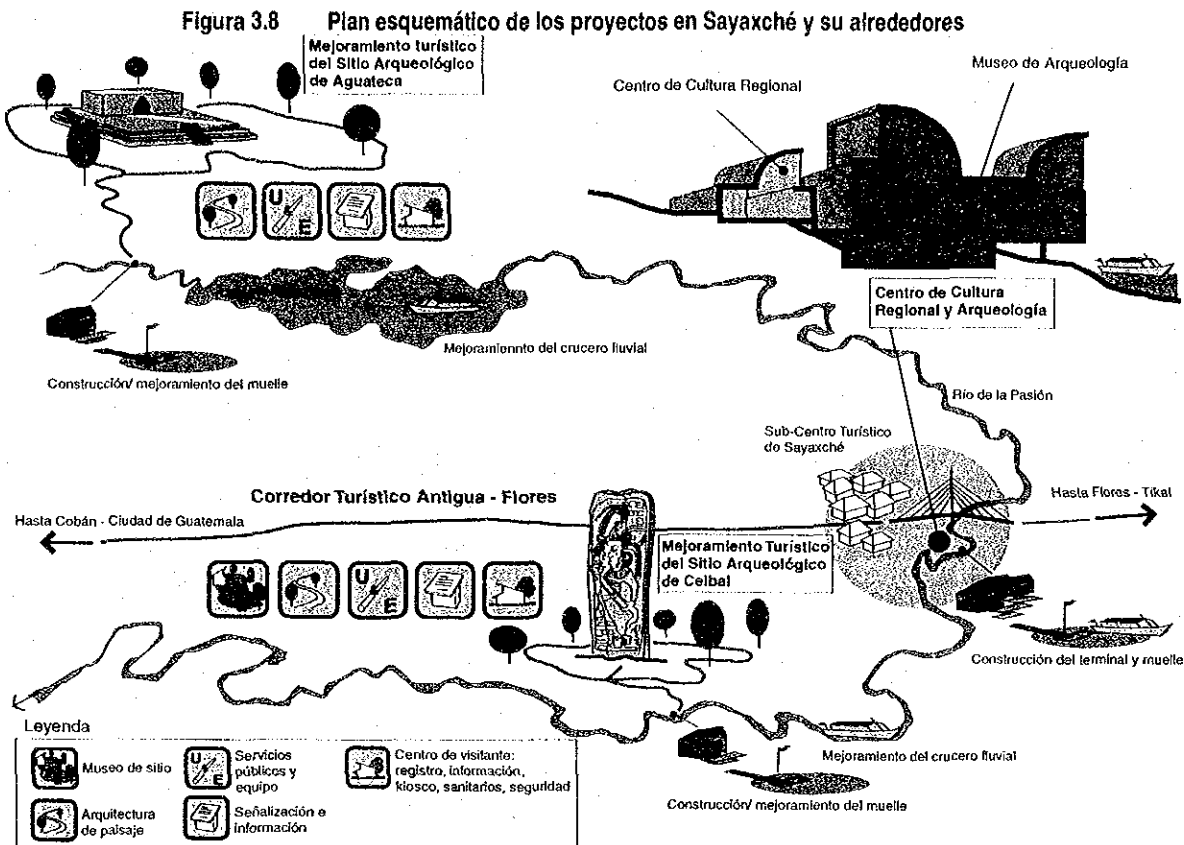 Figura 3.8 Plan esquemático de los proyectos en Sayaxché y su alrededores
Mejoramiento turístico
del Sitio Arqueológico
de Aguateca
Centro de Cultura Regional
Museo de Arqueología
U
E
Centro de Cultura
Regional y Arqueología
Mejoramiennto del crucero fluvial
Construcción/ mejoramiento del muelle
Río de la Pasión
Sub-Centro Turístico
de Sayaxché
Corredor Turístico Antigua - Flores
Hasta Cobán - Ciudad de Guatemala
Hasta Flores - Tikal
Mejoramiento Turístico
del Sitio Arqueológico
de Ceibal
U
E
Construcción del terminal y muelle
Mejoramiento del crucero fluvial
Construcción/ mejoramiento del muelle
Leyenda
Museo de sitio
U
E
Servicios
públicos y
equipo
Centro de visitante:
registro, información,
kiosco, sanitarios, seguridad
Arquitectura
de paisaje
Señalización e
información